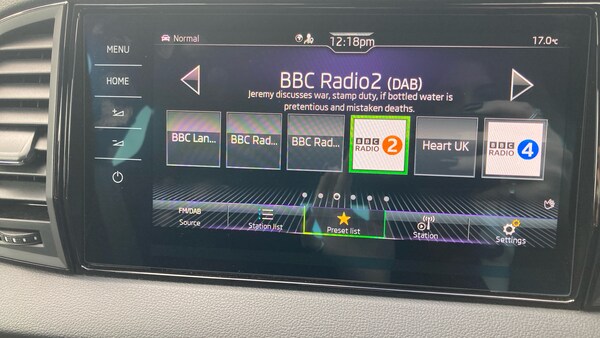 Normal
12:18pm
17.0°C
MENU
HOME
BBC Radio2 (DAB)
Jeremy discusses war, stamp duty, if bottled water is
pretentious and mistaken deaths.
BBC Lan...
BBC Rad...
BBC Rad...
BBC
RADIO 2
Heart UK
BBC
RADIO 4
FM/DAB
Source
Station list
Preset list
Station
Settings